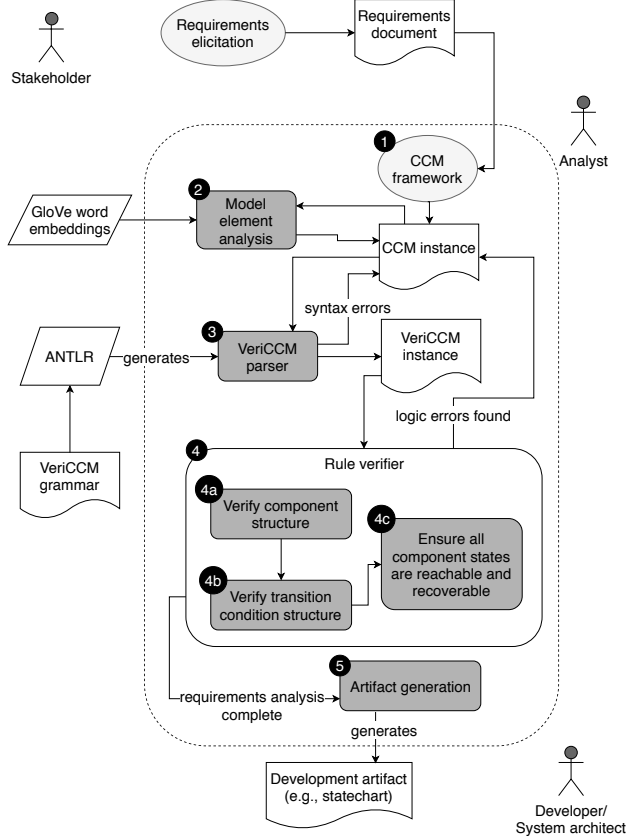 Requirements
elicitation
Requirements
document
Stakeholder
Analyst
1
CCM
framework
2
Model
element
analysis
GloVe word
embeddings
CCM instance
syntax errors
3
VeriCCM
parser
VeriCCM
instance
ANTLR
generates
logic errors found
VeriCCM
grammar
4
Rule verifier
4a
Verify component
structure
4b
Verify transition
condition structure
4c
Ensure all
component states
are reachable and
recoverable
5
Artifact generation
requirements analysis
complete
generates
Development artifact
(e.g., statechart)
Developer/
System architect